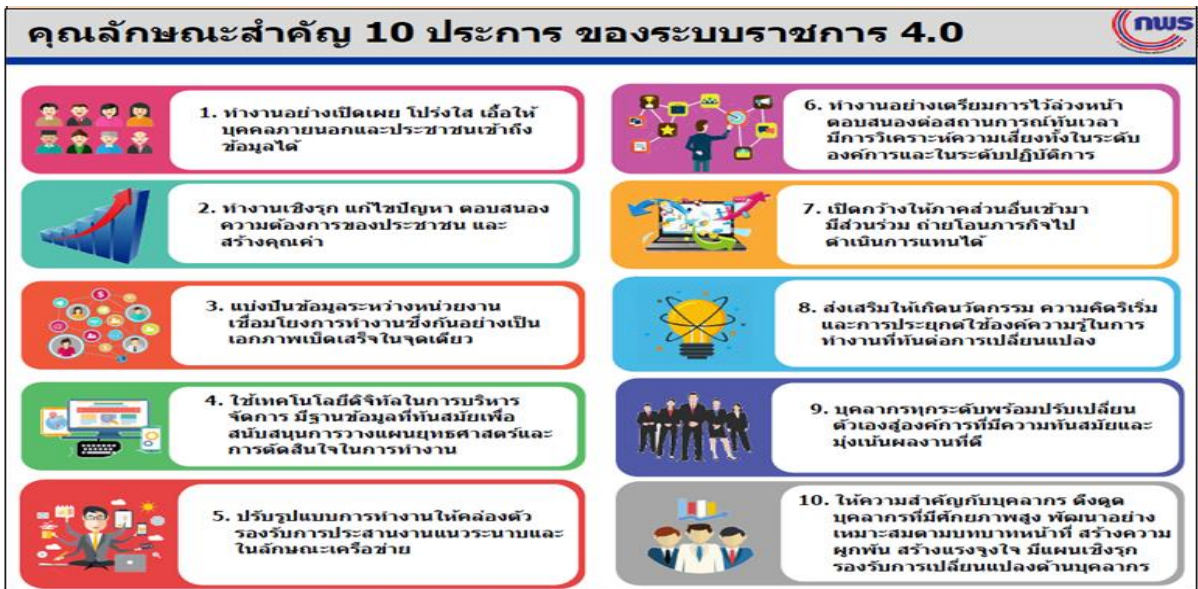 คุณลักษณะสำคัญ 10 ประการ ของระบบราชการ 4.0
กพร
1. ทำงานอย่างเปิดเผย โปร่งใส เอื้อให้
บุคคลภายนอกและประชาชนเข้าถึง
ข้อมูลได้
2. ทำงานเชิงรุก แก้ไขปัญหา ตอบสนอง
ความต้องการของประชาชน และ
สร้างคุณค่า
3. แบ่งปันข้อมูลระหว่างหน่วยงาน
เชื่อมโยงการทำงานซึ่งกันอย่างเป็น
เอกภาพเบ็ดเสร็จในจุดเดียว
4. ใช้เทคโนโลยีดิจิทัลในการบริหาร
จัดการ มีฐานข้อมูลที่ทันสมัยเพื่อ
สนับสนุนการวางแผนยุทธศาสตร์และ
การตัดสินใจในการทำงาน
5. ปรับรูปแบบการทำงานให้คล่องตัว
รองรับการประสานงานแนวระนาบและ
ในลักษณะเครือข่าย
6. ทำงานอย่างเตรียมการไว้ล่วงหน้า
ตอบสนองต่อสถานการณ์ทันเวลา
มีการวิเคราะห์ความเสี่ยงทั้งในระดับ
องค์การและในระดับปฏิบัติการ
7. เปิดกว้างให้ภาคส่วนอื่นเข้ามา
มีส่วนร่วม ถ่ายโอนภารกิจไป
ดำเนินการแทนได้
8. ส่งเสริมให้เกิดนวัตกรรม ความคิดริเริ่ม
และการประยุกต์ใช้องค์ความรู้ในการ
ทำงานที่ทันต่อการเปลี่ยนแปลง
9. บุคลากรทุกระดับพร้อมปรับเปลี่ยน
ตัวเองสู่องค์การที่มีความทันสมัยและ
มุ่งเน้นผลงานที่ดี
10. ให้ความสำคัญกับบุคลากร ดึงดูด
บุคลากรที่มีศักยภาพสูง พัฒนาอย่าง
เหมาะสมตามบทบาทหน้าที่ สร้างความ
ผูกพัน สร้างแรงจูงใจ มีแผนเชิงรุก
รองรับการเปลี่ยนแปลงด้านบุคลากร